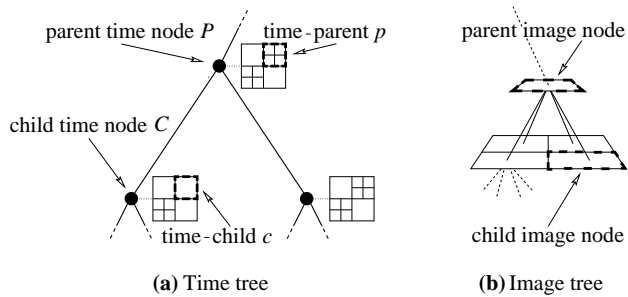 parent time node P
time-parent p
child time node C
time-child c
(a) Time tree
parent image node
child image node
(b) Image tree